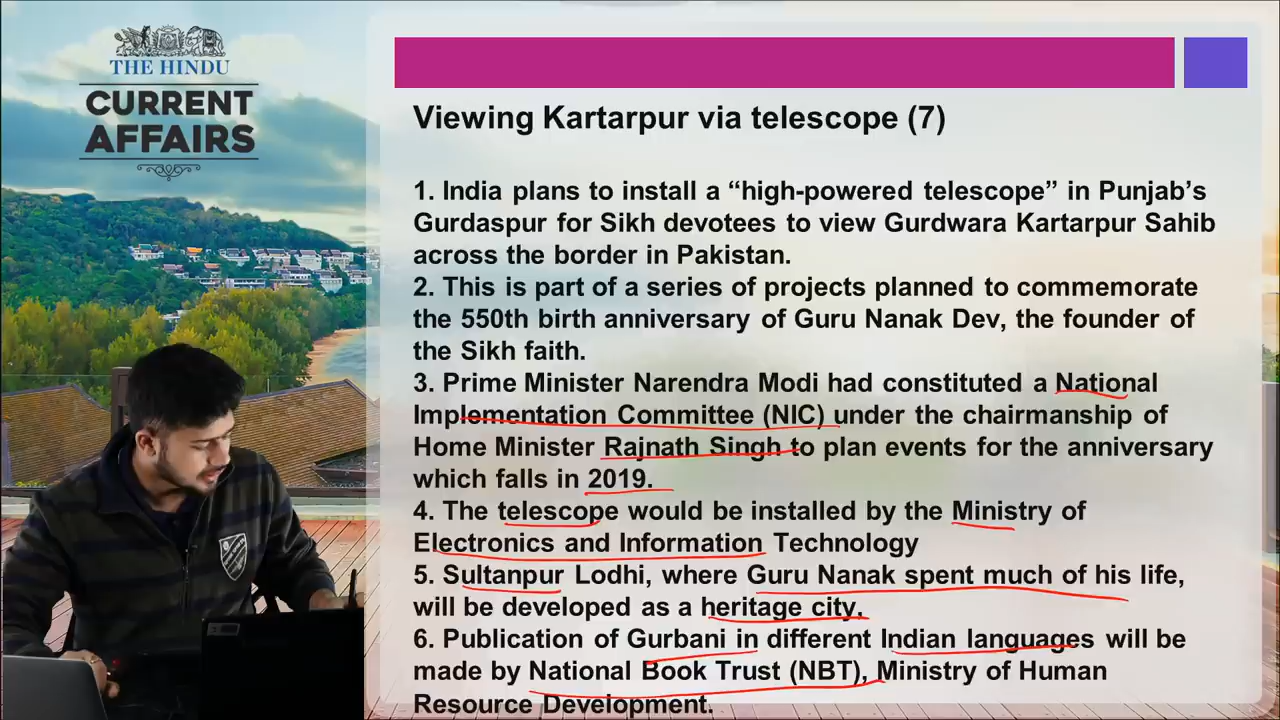 THE HINDU
CURRENT
AFFAIRS
Viewing Kartarpur via telescope (7)
1. India plans to install a “high-powered telescope” in Punjab’s
Gurdaspur for Sikh devotees to view Gurdwara Kartarpur Sahib
across the border in Pakistan.
2. This is part of a series of projects planned to commemorate
the 550th birth anniversary of Guru Nanak Dev, the founder of
the Sikh faith.
3. Prime Minister Narendra Modi had constituted a National
Implementation Committee (NIC) under the chairmanship of
Home Minister Rajnath Singh to plan events for the anniversary
which falls in 2019.
4. The telescope would be installed by the Ministry of
Electronics and Information Technology
5. Sultanpur Lodhi, where Guru Nanak spent much of his life,
will be developed as a heritage city.
6. Publication of Gurbani in different Indian languages will be
made by National Book Trust (NBT), Ministry of Human
Resource Development.